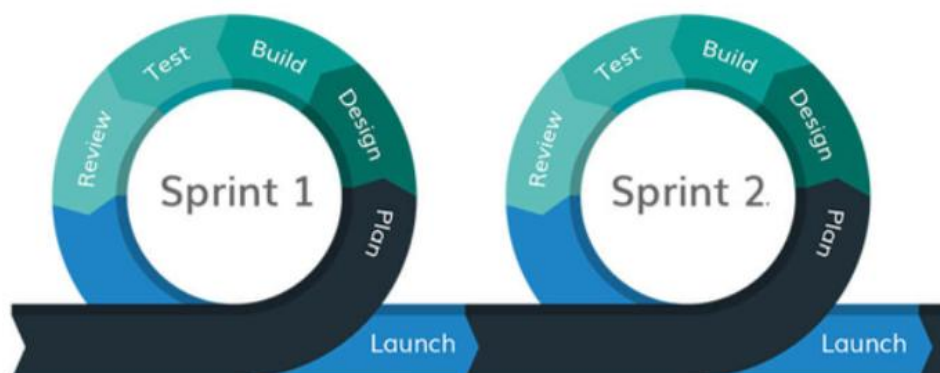 Plan
Design
Build
Test
Review
Sprint 1
Launch
Plan
Design
Build
Test
Review
Sprint 2.
Launch